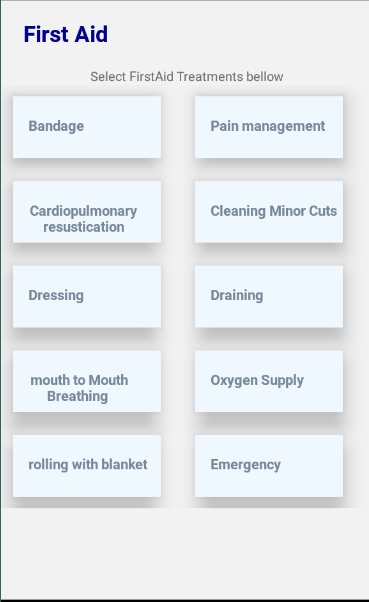 First Aid
Select FirstAid Treatments bellow
Bandage
Pain management
Cardiopulmonary
resustication
Cleaning Minor Cuts
Dressing
Draining
mouth to Mouth
Breathing
Oxygen Supply
rolling with blanket
Emergency